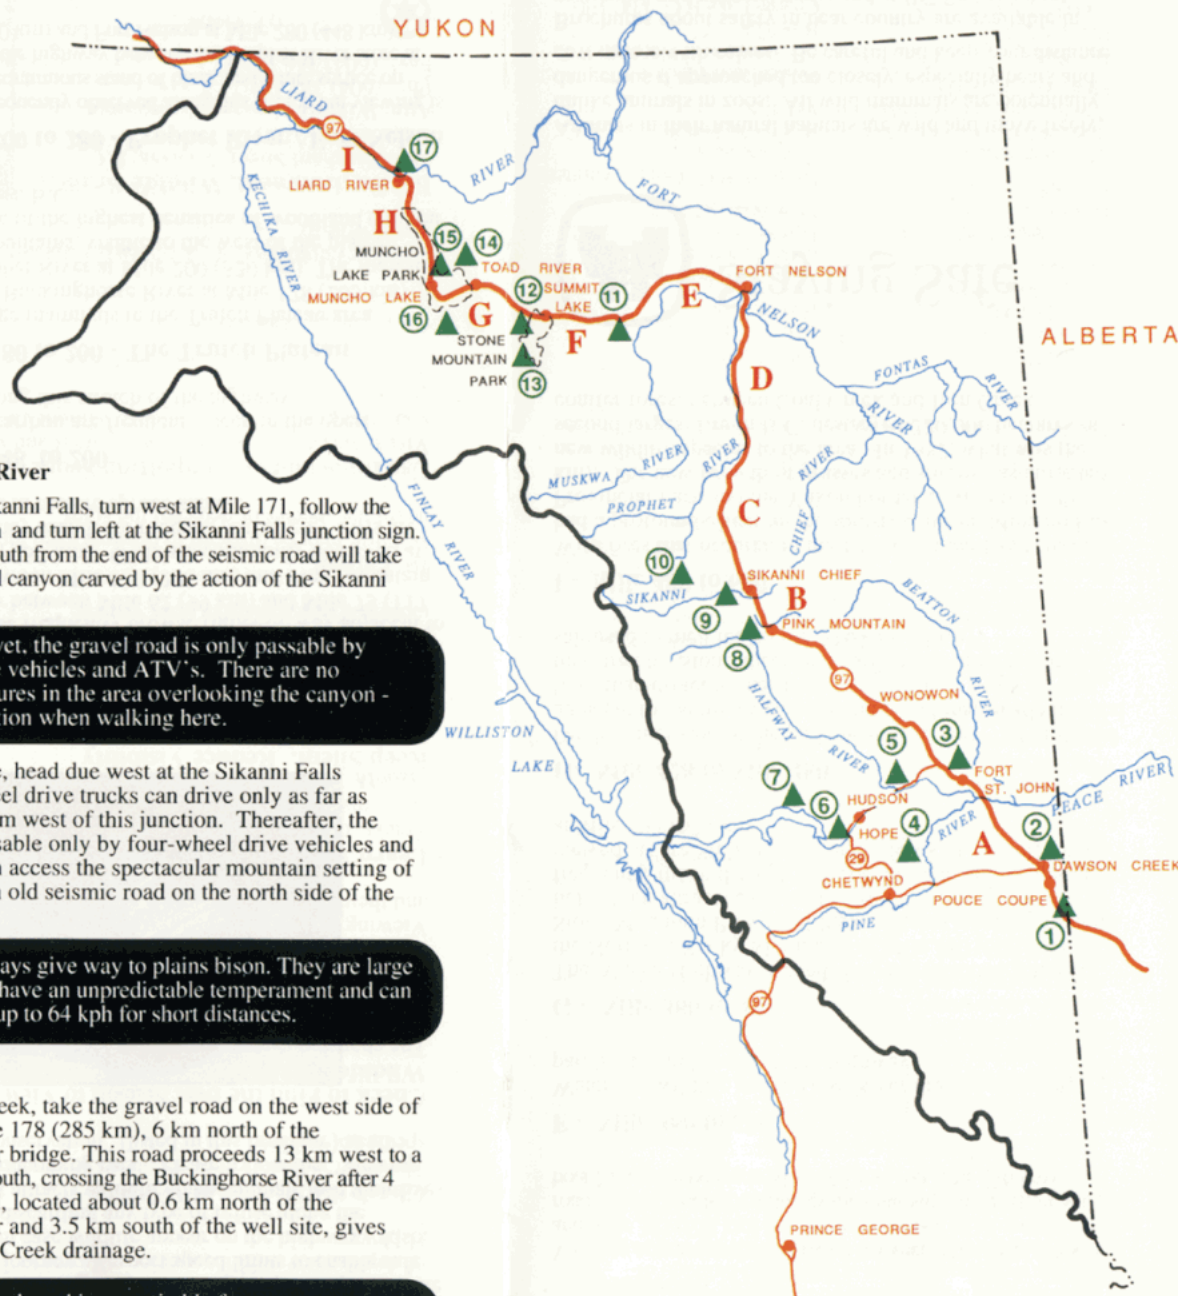 YUKON
LIARD
97
17
I
LIARD RIVER
RIVER
FORT
KECHIKA
RIVER
H
15
14
MUNCHO
LAKE PARK
TOAD RIVER
MUNCHO LAKE
12
SUMMIT
LAKE
11
E
FORT NELSON
16
G
F
NELSON
STONE
MOUNTAIN
PARK
13
ALBERTA
D
FONTAS
RIVER
RIVER
MUSKWA RIVER
RIVER
PROPHET
RIVER
CHIEF
C
FINLAY
RIVER
River
kanni Falls, turn west at Mile 171, follow the
and turn left at the Sikanni Falls junction sign.
uth from the end of the seismic road will take
l canyon carved by the action of the Sikanni
10
SIKANNI CHIEF
SIKANNI
B
BEATTON
9
PINK MOUNTAIN
8
vet, the gravel road is only passable by
vehicles and ATV's. There are no
ures in the area overlooking the canyon -
tion when walking here.
97
RIVER
HALFWAY
WONOWON
WILLISTON
LAKE
RIVER
5
3
FORT
ST. JOHN
PEACE RIVER
e, head due west at the Sikanni Falls
eel drive trucks can drive only as far as
m west of this junction. Thereafter, the
sable only by four-wheel drive vehicles and
access the spectacular mountain setting of
old seismic road on the north side of the
7
6
HUDSON
HOPE
4
RIVER
A
2
29
DAWSON CREEK
CHETWYND
POUCE COUPE
PINE
1
ays give way to plains bison. They are large
have an unpredictable temperament and can
up to 64 kph for short distances.
97
eek, take the gravel road on the west side of
e 178 (285 km), 6 km north of the
r bridge. This road proceeds 13 km west to a
outh, crossing the Buckinghorse River after 4
, located about 0.6 km north of the
r and 3.5 km south of the well site, gives
Creek drainage.
PRINCE GEORGE